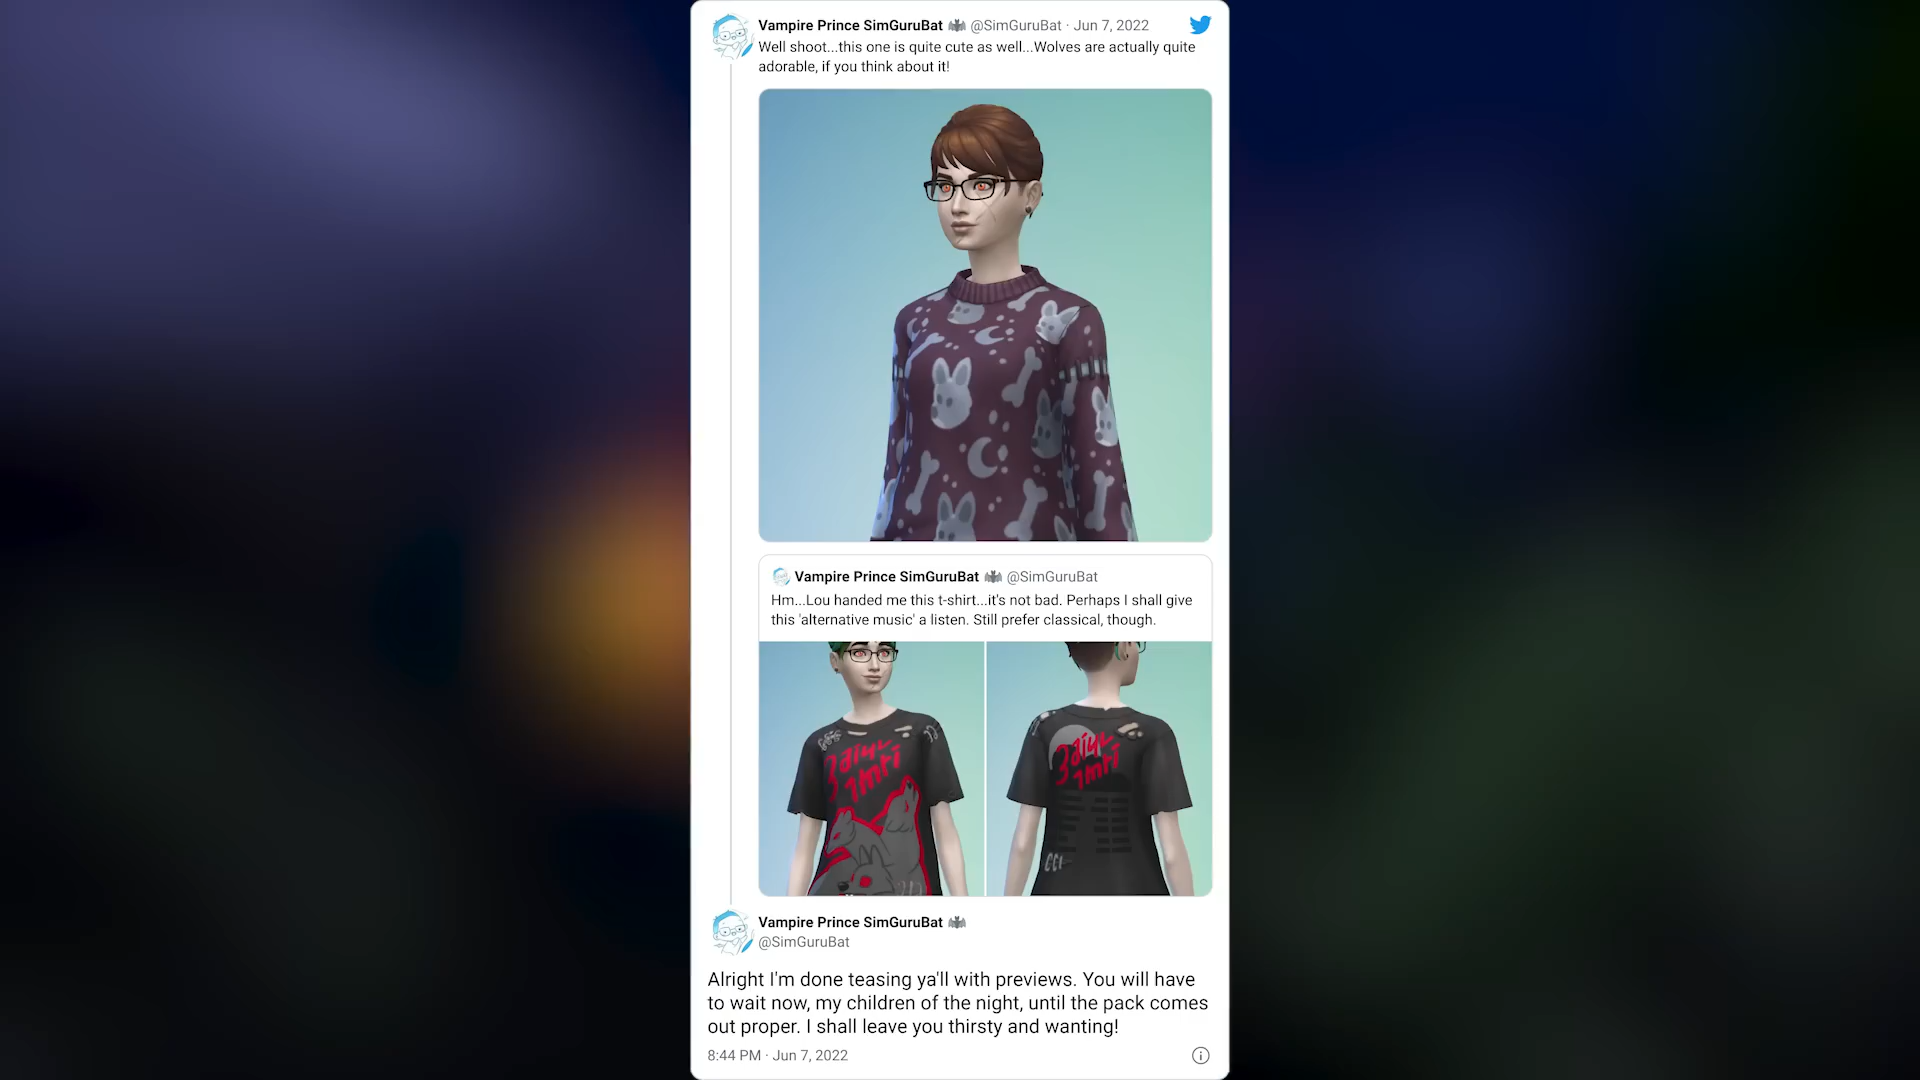 Vampire Prince SimGuruBat 🦇 @SimGuruBat · Jun 7, 2022
Well shoot...this one is quite cute as well...Wolves are actually quite
adorable, if you think about it!
Vampire Prince SimGuruBat 🦇 @SimGuruBat
Hm...Lou handed me this t-shirt...it's not bad. Perhaps I shall give
this 'alternative music' a listen. Still prefer classical, though.
Vampire Prince SimGuruBat 🦇
@SimGuruBat
Alright I'm done teasing ya'll with previews. You will have
to wait now, my children of the night, until the pack comes
out proper. I shall leave you thirsty and wanting!
8:44 PM · Jun 7, 2022